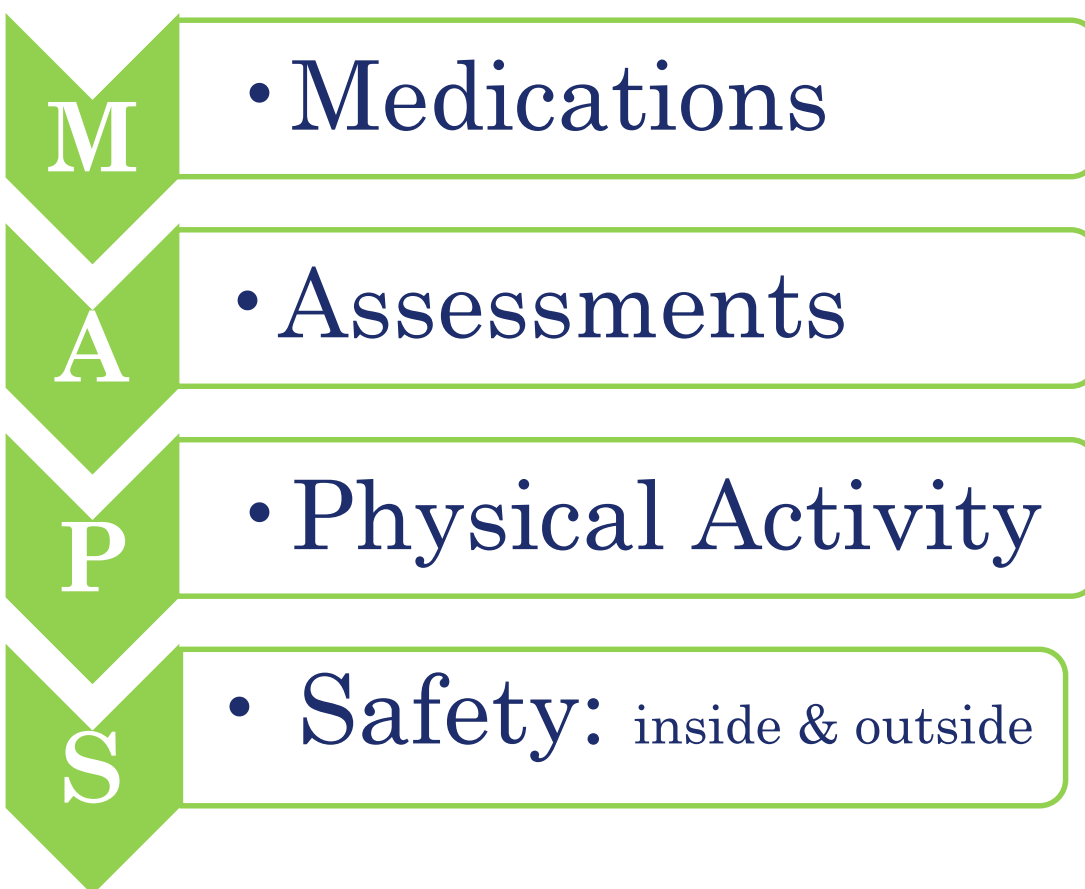 M
• Medications
A
• Assessments
P
• Physical Activity
S
• Safety: inside & outside